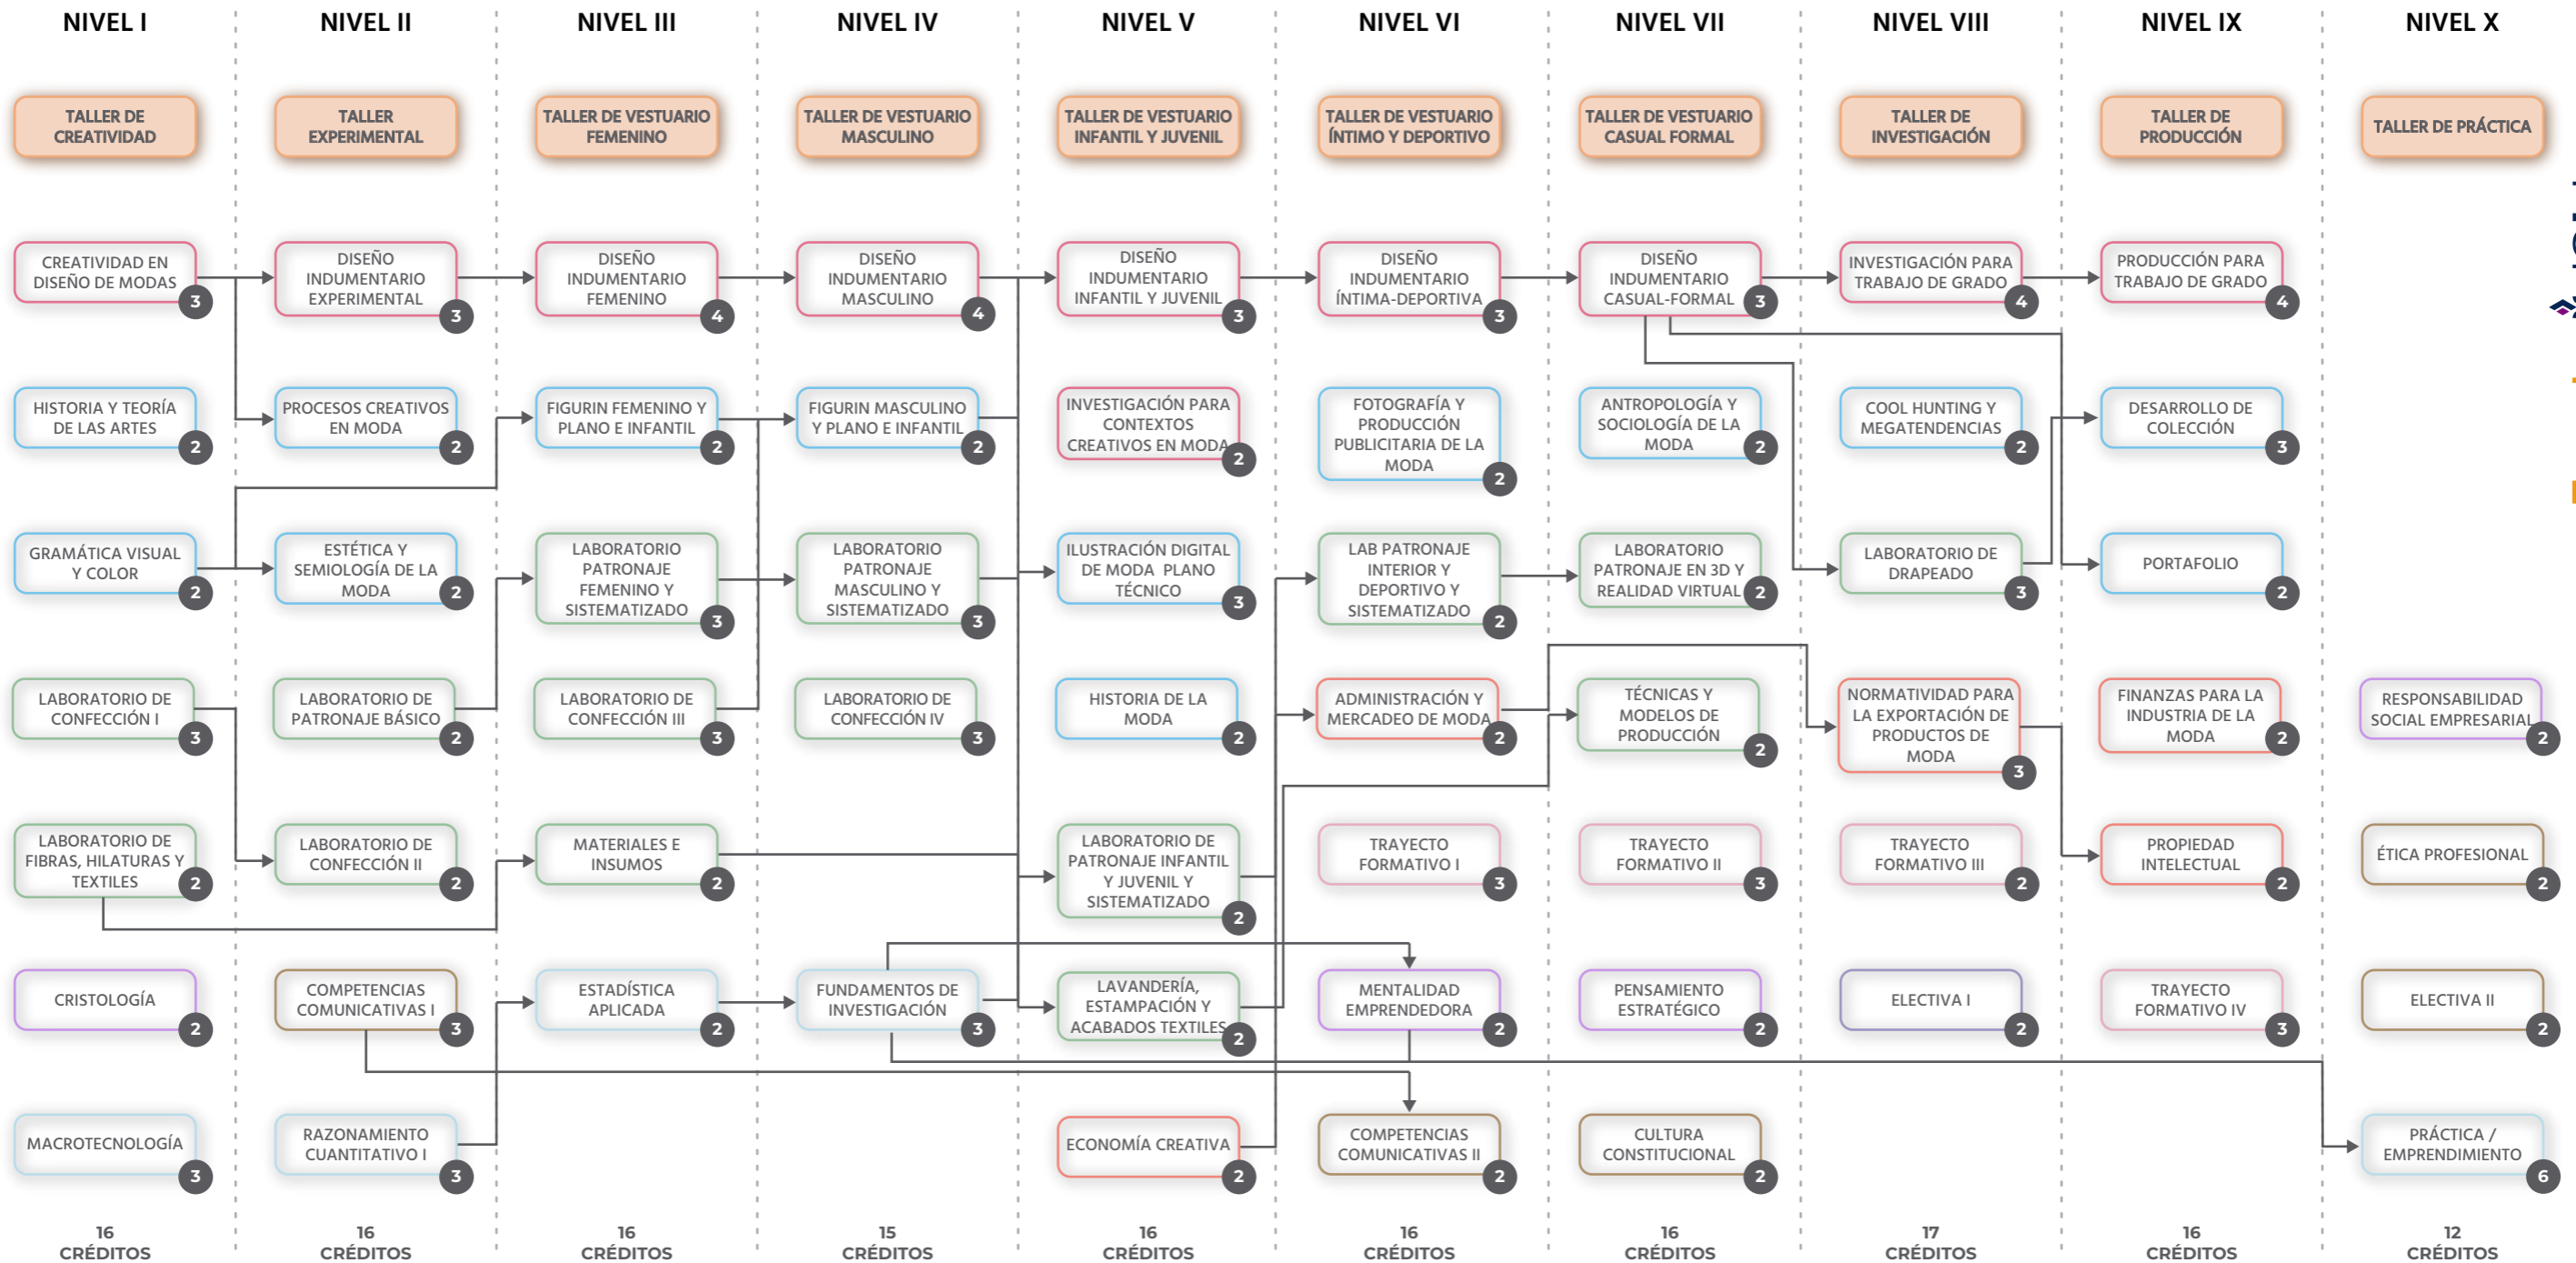 NIVEL I
NIVEL II
NIVEL III
NIVEL IV
NIVEL V
NIVEL VI
NIVEL VII
NIVEL VIII
NIVEL IX
NIVEL X
TALLER DE
CREATIVIDAD
TALLER
EXPERIMENTAL
TALLER DE VESTUARIO
FEMENINO
TALLER DE VESTUARIO
MASCULINO
TALLER DE VESTUARIO
INFANTIL Y JUVENIL
TALLER DE VESTUARIO
ÍNTIMO Y DEPORTIVO
TALLER DE VESTUARIO
CASUAL FORMAL
TALLER DE
INVESTIGACIÓN
TALLER DE
PRODUCCIÓN
TALLER DE PRÁCTICA
CREATIVIDAD EN
DISEÑO DE MODAS
3
DISEÑO
INDUMENTARIO
EXPERIMENTAL
3
DISEÑO
INDUMENTARIO
FEMENINO
4
DISEÑO
INDUMENTARIO
MASCULINO
4
DISEÑO
INDUMENTARIO
INFANTIL Y JUVENIL
3
DISEÑO
INDUMENTARIO
ÍNTIMA-DEPORTIVA
3
DISEÑO
INDUMENTARIO
CASUAL-FORMAL
3
INVESTIGACIÓN PARA
TRABAJO DE GRADO
4
PRODUCCIÓN PARA
TRABAJO DE GRADO
4
HISTORIA Y TEORÍA
DE LAS ARTES
2
PROCESOS CREATIVOS
EN MODA
2
FIGURIN FEMENINO Y
PLANO E INFANTIL
2
FIGURIN MASCULINO
Y PLANO E INFANTIL
2
INVESTIGACIÓN PARA
CONTEXTOS
CREATIVOS EN MODA
2
FOTOGRAFÍA Y
PRODUCCIÓN
PUBLICITARIA DE LA
MODA
2
ANTROPOLOGÍA Y
SOCIOLOGÍA DE LA
MODA
2
COOL HUNTING Y
MEGATENDENCIAS
2
DESARROLLO DE
COLECCIÓN
3
GRAMÁTICA VISUAL
Y COLOR
2
ESTÉTICA Y
SEMIOLOGÍA DE LA
MODA
2
LABORATORIO
PATRONAJE
FEMENINO Y
SISTEMATIZADO
3
LABORATORIO
PATRONAJE
MASCULINO Y
SISTEMATIZADO
3
ILUSTRACIÓN DIGITAL
DE MODA PLANO
TÉCNICO
3
LAB PATRONAJE
INTERIOR Y
DEPORTIVO Y
SISTEMATIZADO
2
LABORATORIO
PATRONAJE EN 3D Y
REALIDAD VIRTUAL
2
LABORATORIO DE
DRAPEADO
3
PORTAFOLIO
2
LABORATORIO DE
CONFECCIÓN I
3
LABORATORIO DE
PATRONAJE BÁSICO
2
LABORATORIO DE
CONFECCIÓN III
3
LABORATORIO DE
CONFECCIÓN IV
3
HISTORIA DE LA
MODA
2
ADMINISTRACIÓN Y
MERCADEO DE MODA
2
TÉCNICAS Y
MODELOS DE
PRODUCCIÓN
2
NORMATIVIDAD PARA
LA EXPORTACIÓN DE
PRODUCTOS DE
MODA
3
FINANZAS PARA LA
INDUSTRIA DE LA
MODA
2
RESPONSABILIDAD
SOCIAL EMPRESARIAL
2
LABORATORIO DE
FIBRAS, HILATURAS Y
TEXTILES
2
LABORATORIO DE
CONFECCIÓN II
2
MATERIALES E
INSUMOS
2
LABORATORIO DE
PATRONAJE INFANTIL
Y JUVENIL Y
SISTEMATIZADO
2
TRAYECTO
FORMATIVO I
3
TRAYECTO
FORMATIVO II
3
TRAYECTO
FORMATIVO III
2
PROPIEDAD
INTELECTUAL
2
ÉTICA PROFESIONAL
2
CRISTOLOGÍA
2
COMPETENCIAS
COMUNICATIVAS I
3
ESTADÍSTICA
APLICADA
2
FUNDAMENTOS DE
INVESTIGACIÓN
3
LAVANDERÍA,
ESTAMPACIÓN Y
ACABADOS TEXTILES
2
MENTALIDAD
EMPRENDEDORA
2
PENSAMIENTO
ESTRATÉGICO
2
ELECTIVA I
2
TRAYECTO
FORMATIVO IV
3
ELECTIVA II
2
MACROTECNOLOGÍA
3
RAZONAMIENTO
CUANTITATIVO I
3
ECONOMÍA CREATIVA
2
COMPETENCIAS
COMUNICATIVAS II
2
CULTURA
CONSTITUCIONAL
2
PRÁCTICA /
EMPRENDIMIENTO
6
16
CRÉDITOS
16
CRÉDITOS
16
CRÉDITOS
15
CRÉDITOS
16
CRÉDITOS
16
CRÉDITOS
16
CRÉDITOS
17
CRÉDITOS
16
CRÉDITOS
12
CRÉDITOS